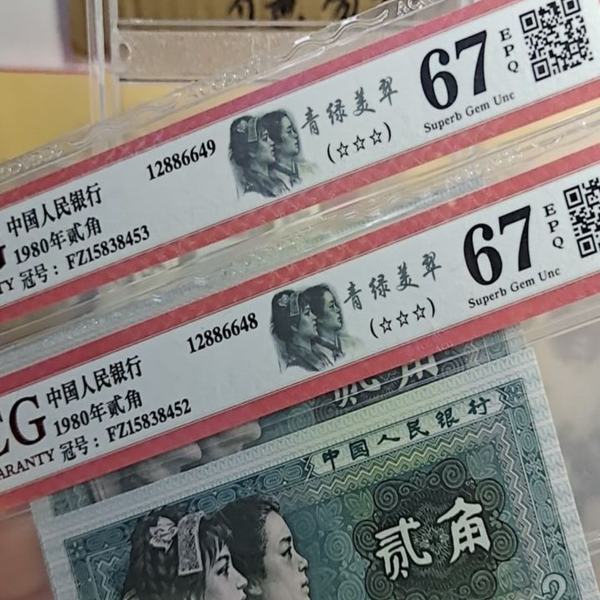 67
EPQ
Superb Gem Unc
青绿美翠
(☆☆☆)
12886649
中国人民银行
1980年贰角
冠号：FZ15838453
67
EPQ
Superb Gem Unc
青绿美翠
(☆☆☆)
12886648
中国人民银行
1980年贰角
冠号：FZ15838452
贰角
中国人民银行
贰角
2